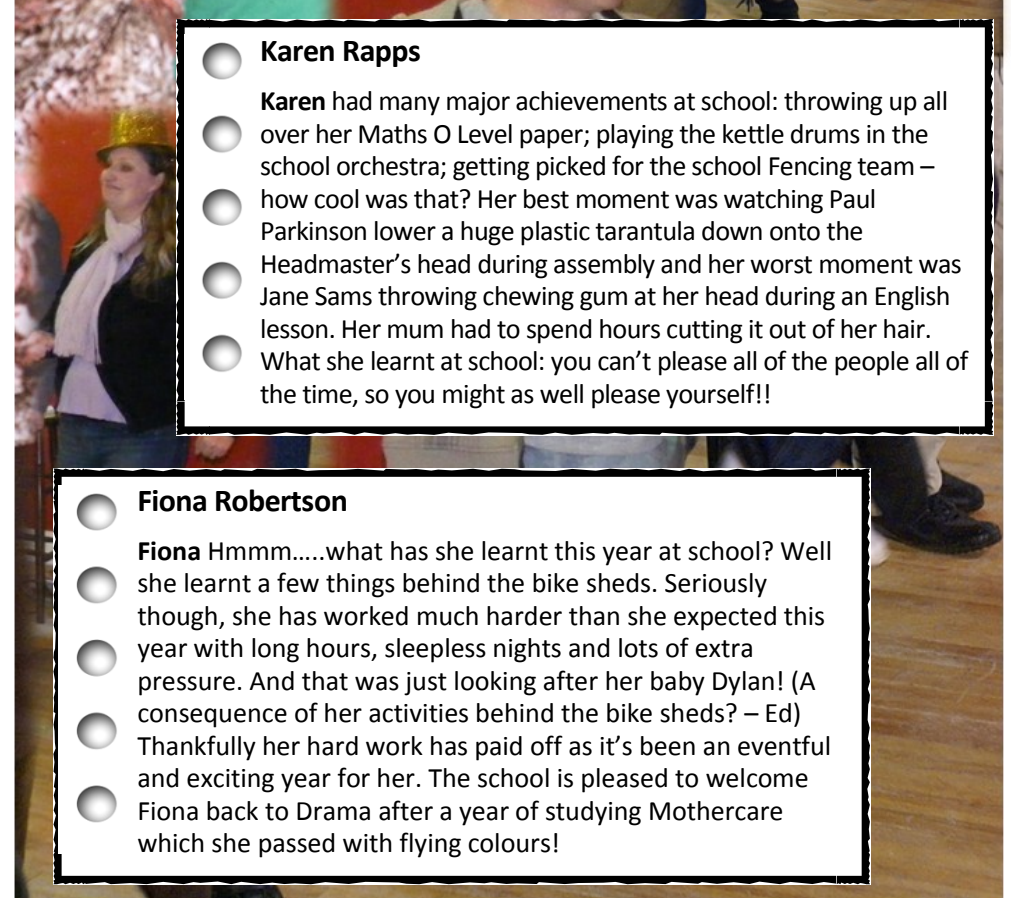 Karen Rapps
Karen had many major achievements at school: throwing up all
over her Maths O Level paper; playing the kettle drums in the
school orchestra; getting picked for the school Fencing team –
how cool was that? Her best moment was watching Paul
Parkinson lower a huge plastic tarantula down onto the
Headmaster’s head during assembly and her worst moment was
Jane Sams throwing chewing gum at her head during an English
lesson. Her mum had to spend hours cutting it out of her hair.
What she learnt at school: you can’t please all of the people all of
the time, so you might as well please yourself!!
Fiona Robertson
Fiona Hmmm…..what has she learnt this year at school? Well
she learnt a few things behind the bike sheds. Seriously
though, she has worked much harder than she expected this
year with long hours, sleepless nights and lots of extra
pressure. And that was just looking after her baby Dylan! (A
consequence of her activities behind the bike sheds? – Ed)
Thankfully her hard work has paid off as it’s been an eventful
and exciting year for her. The school is pleased to welcome
Fiona back to Drama after a year of studying Mothercare
which she passed with flying colours!